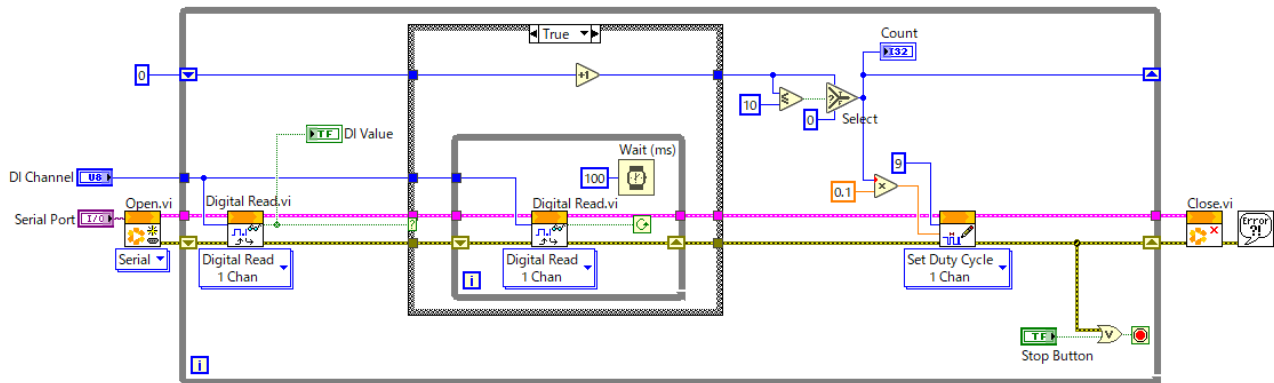 True
Count
I32
0
+1
10
0
Select
TF
DI Value
Wait (ms)
100
9
0.1
DI Channel
U8
Serial Port
I/O
Open.vi
Digital Read.vi
Digital Read.vi
Close.vi
Error
?!
Serial
Digital Read
1 Chan
Digital Read
1 Chan
Set Duty Cycle
1 Chan
i
TF
Stop Button
i